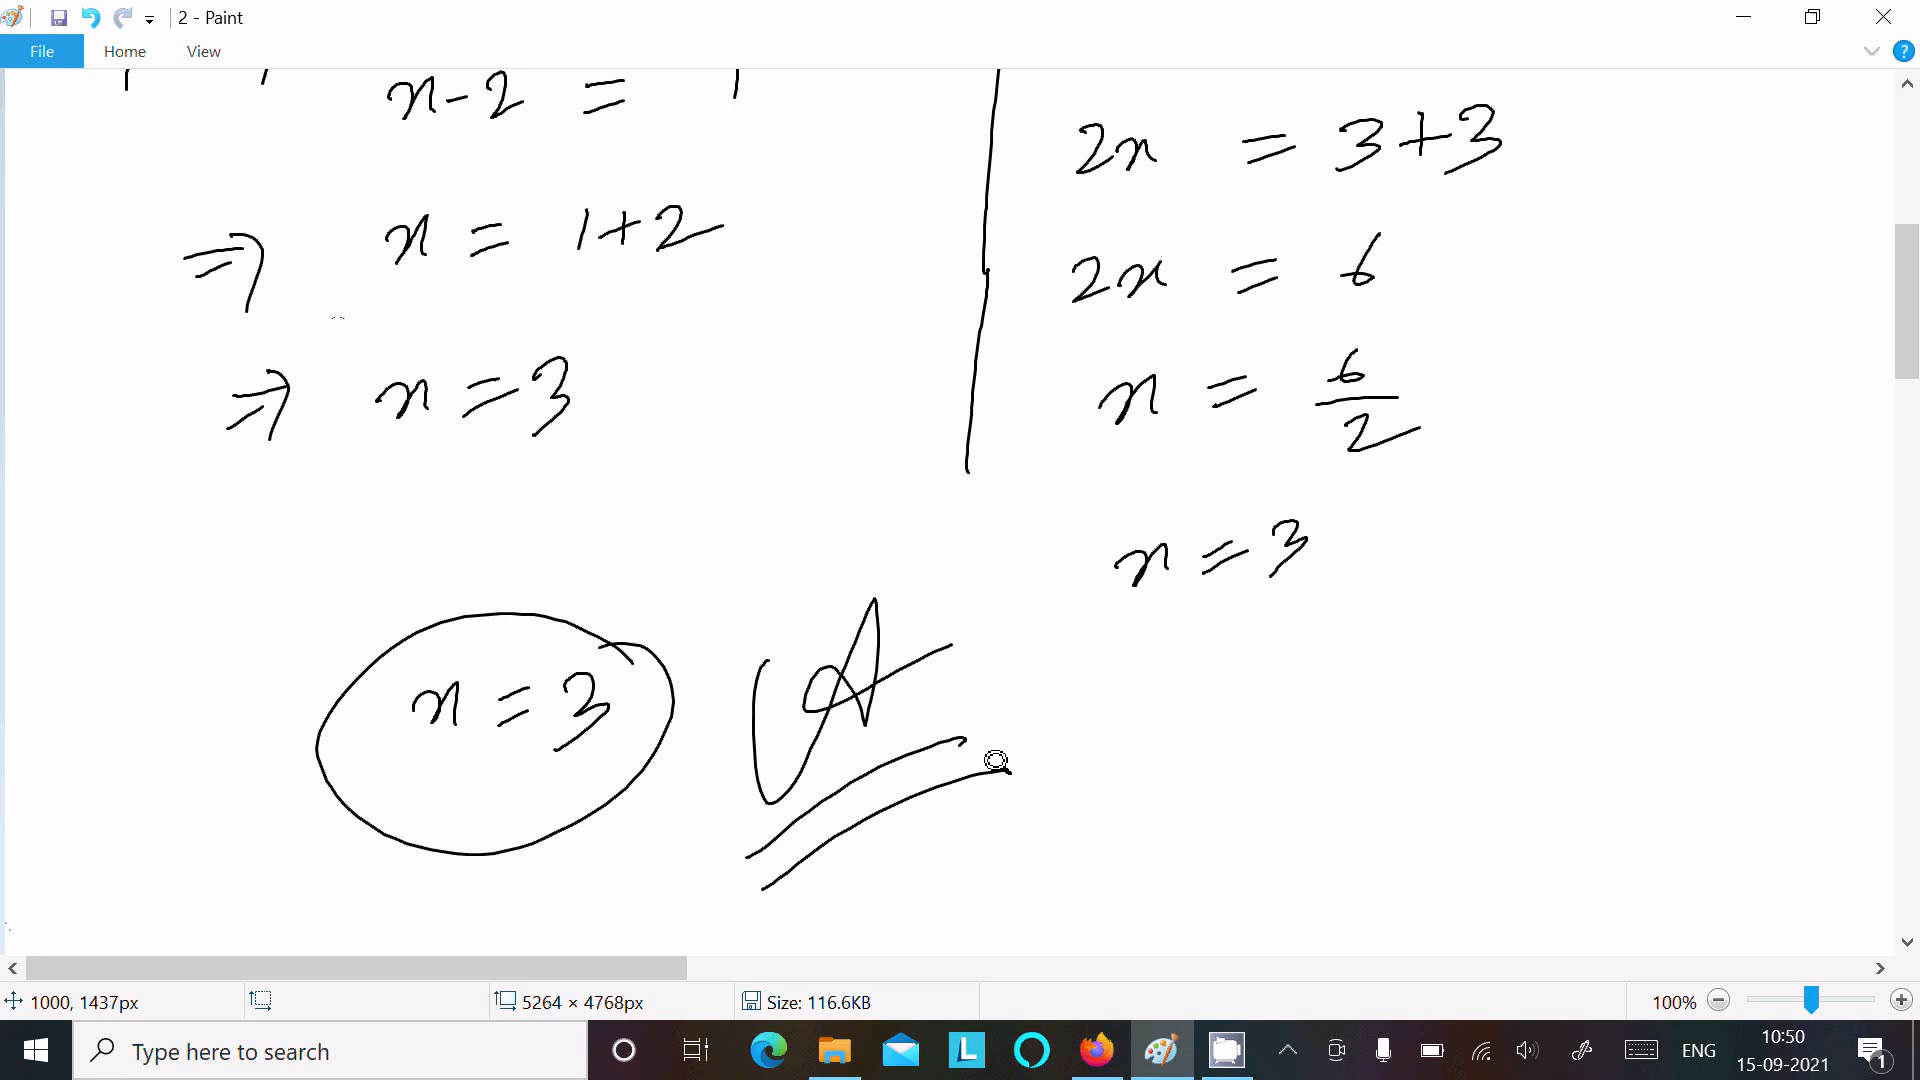 2 - Paint
File Home View
x-2 = 1
⇒ x = 1+2
⇒ x = 3
2x = 3+3
2x = 6
x = 6/2
x = 3
x = 3
1000, 1437px
5264 × 4768px
Size: 116.6KB
100%
Type here to search
L
ENG
10:50
15-09-2021
1